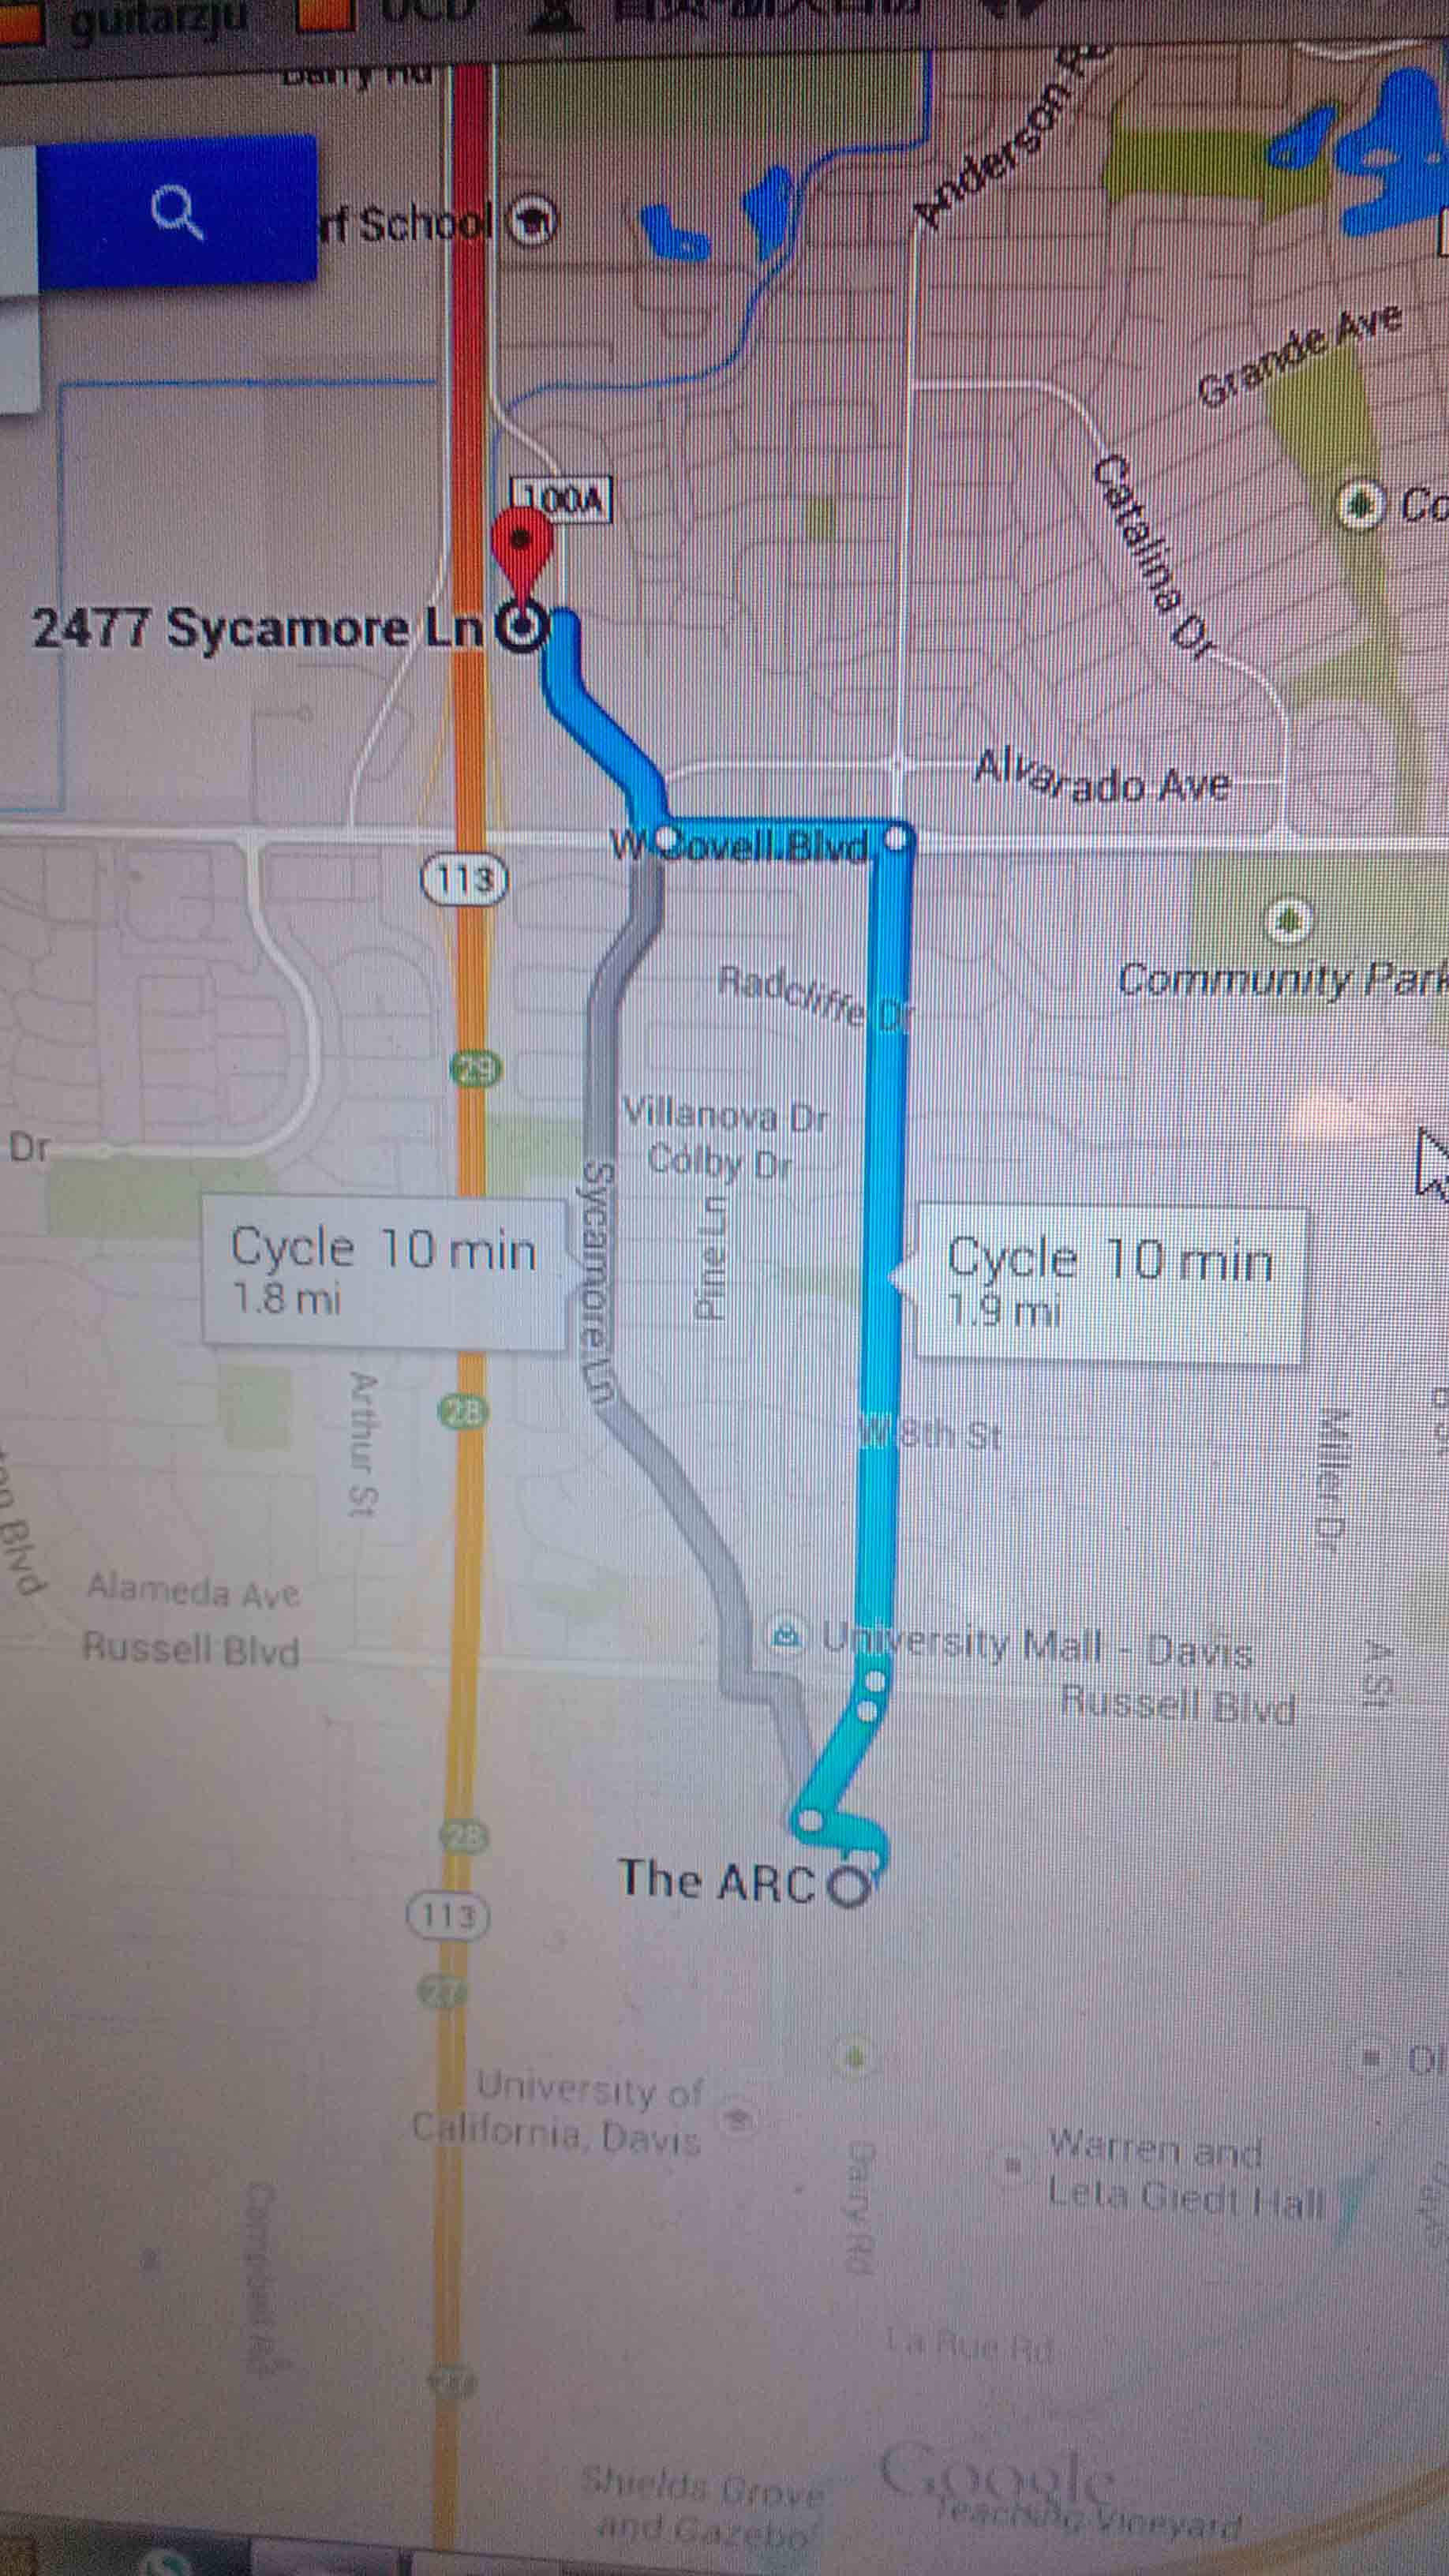 guitarzju
UCD
Barry Rd
rf School
Anderson Rd
Grande Ave
100A
Catalina Dr
Co
2477 Sycamore Ln
Alvarado Ave
W Covell Blvd
113
Radcliffe Dr
Community Park
29
Villanova Dr
Dr
Colby Dr
Sycamore Ln
Pine Ln
Cycle 10 min
1.8 mi
Cycle 10 min
1.9 mi
Arthur St
28
W 8th St
Miller Dr
Blvd
Alameda Ave
Russell Blvd
University Mall - Davis
Russell Blvd
A St
28
The ARC
113
27
University of
California, Davis
Warren and
Leta Giedt Hall
La Rue Rd
Google
Shields Grove
and Gazebo
Teaching Vineyard